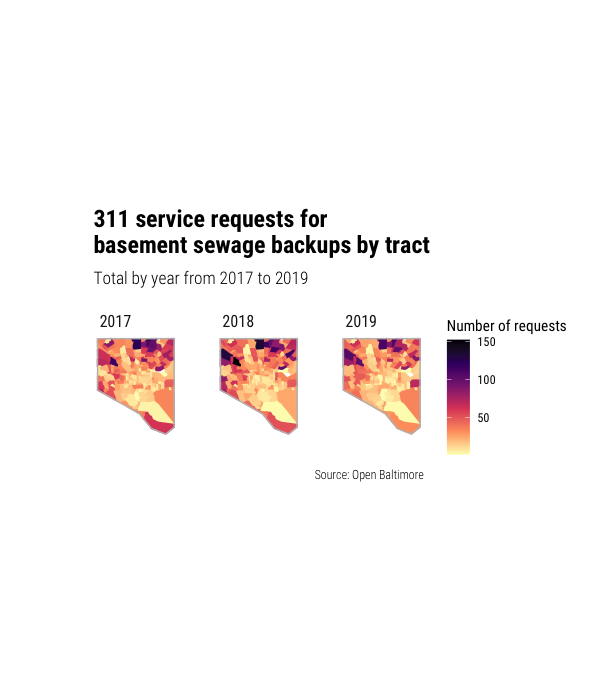 311 service requests for
basement sewage backups by tract
Total by year from 2017 to 2019
2017
2018
2019
Number of requests
150
100
50
Source: Open Baltimore